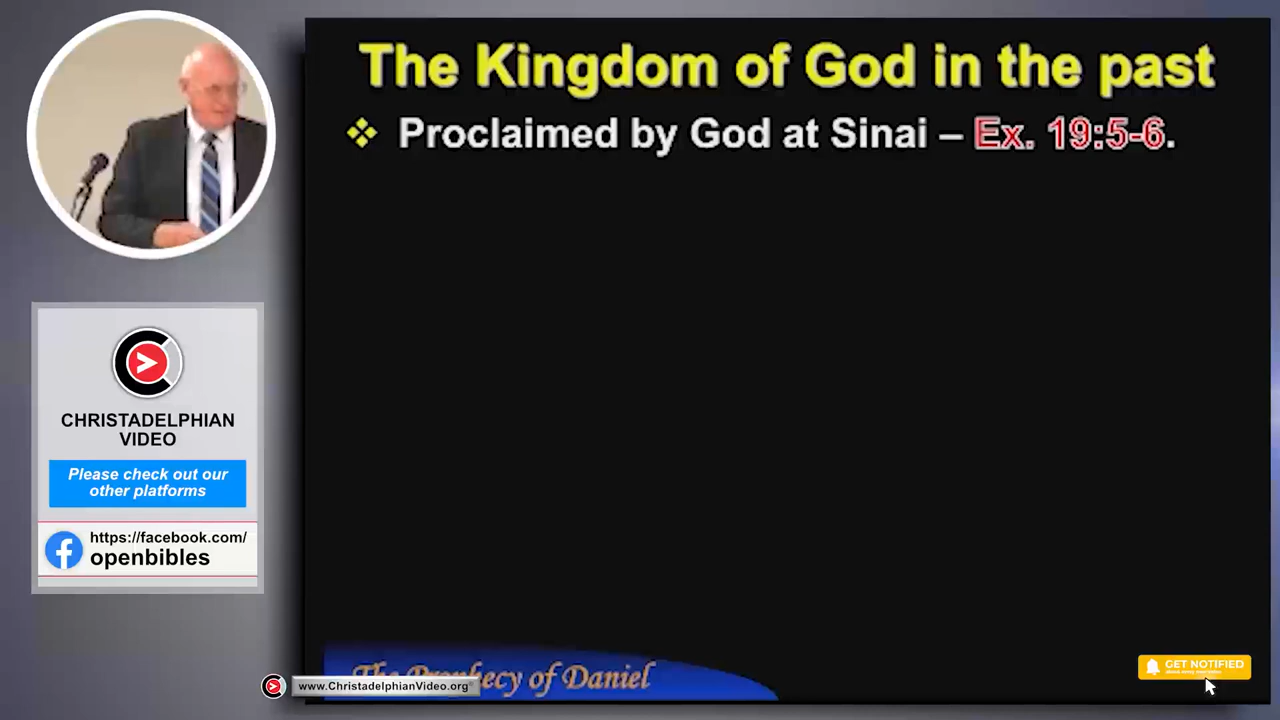 The Kingdom of God in the past
Proclaimed by God at Sinai – Ex. 19:5-6.
CHRISTADELPHIAN
VIDEO
Please check out our
other platforms
https://facebook.com/
openbibles
The Prophecy of Daniel
www.ChristadelphianVideo.org
GET NOTIFIED